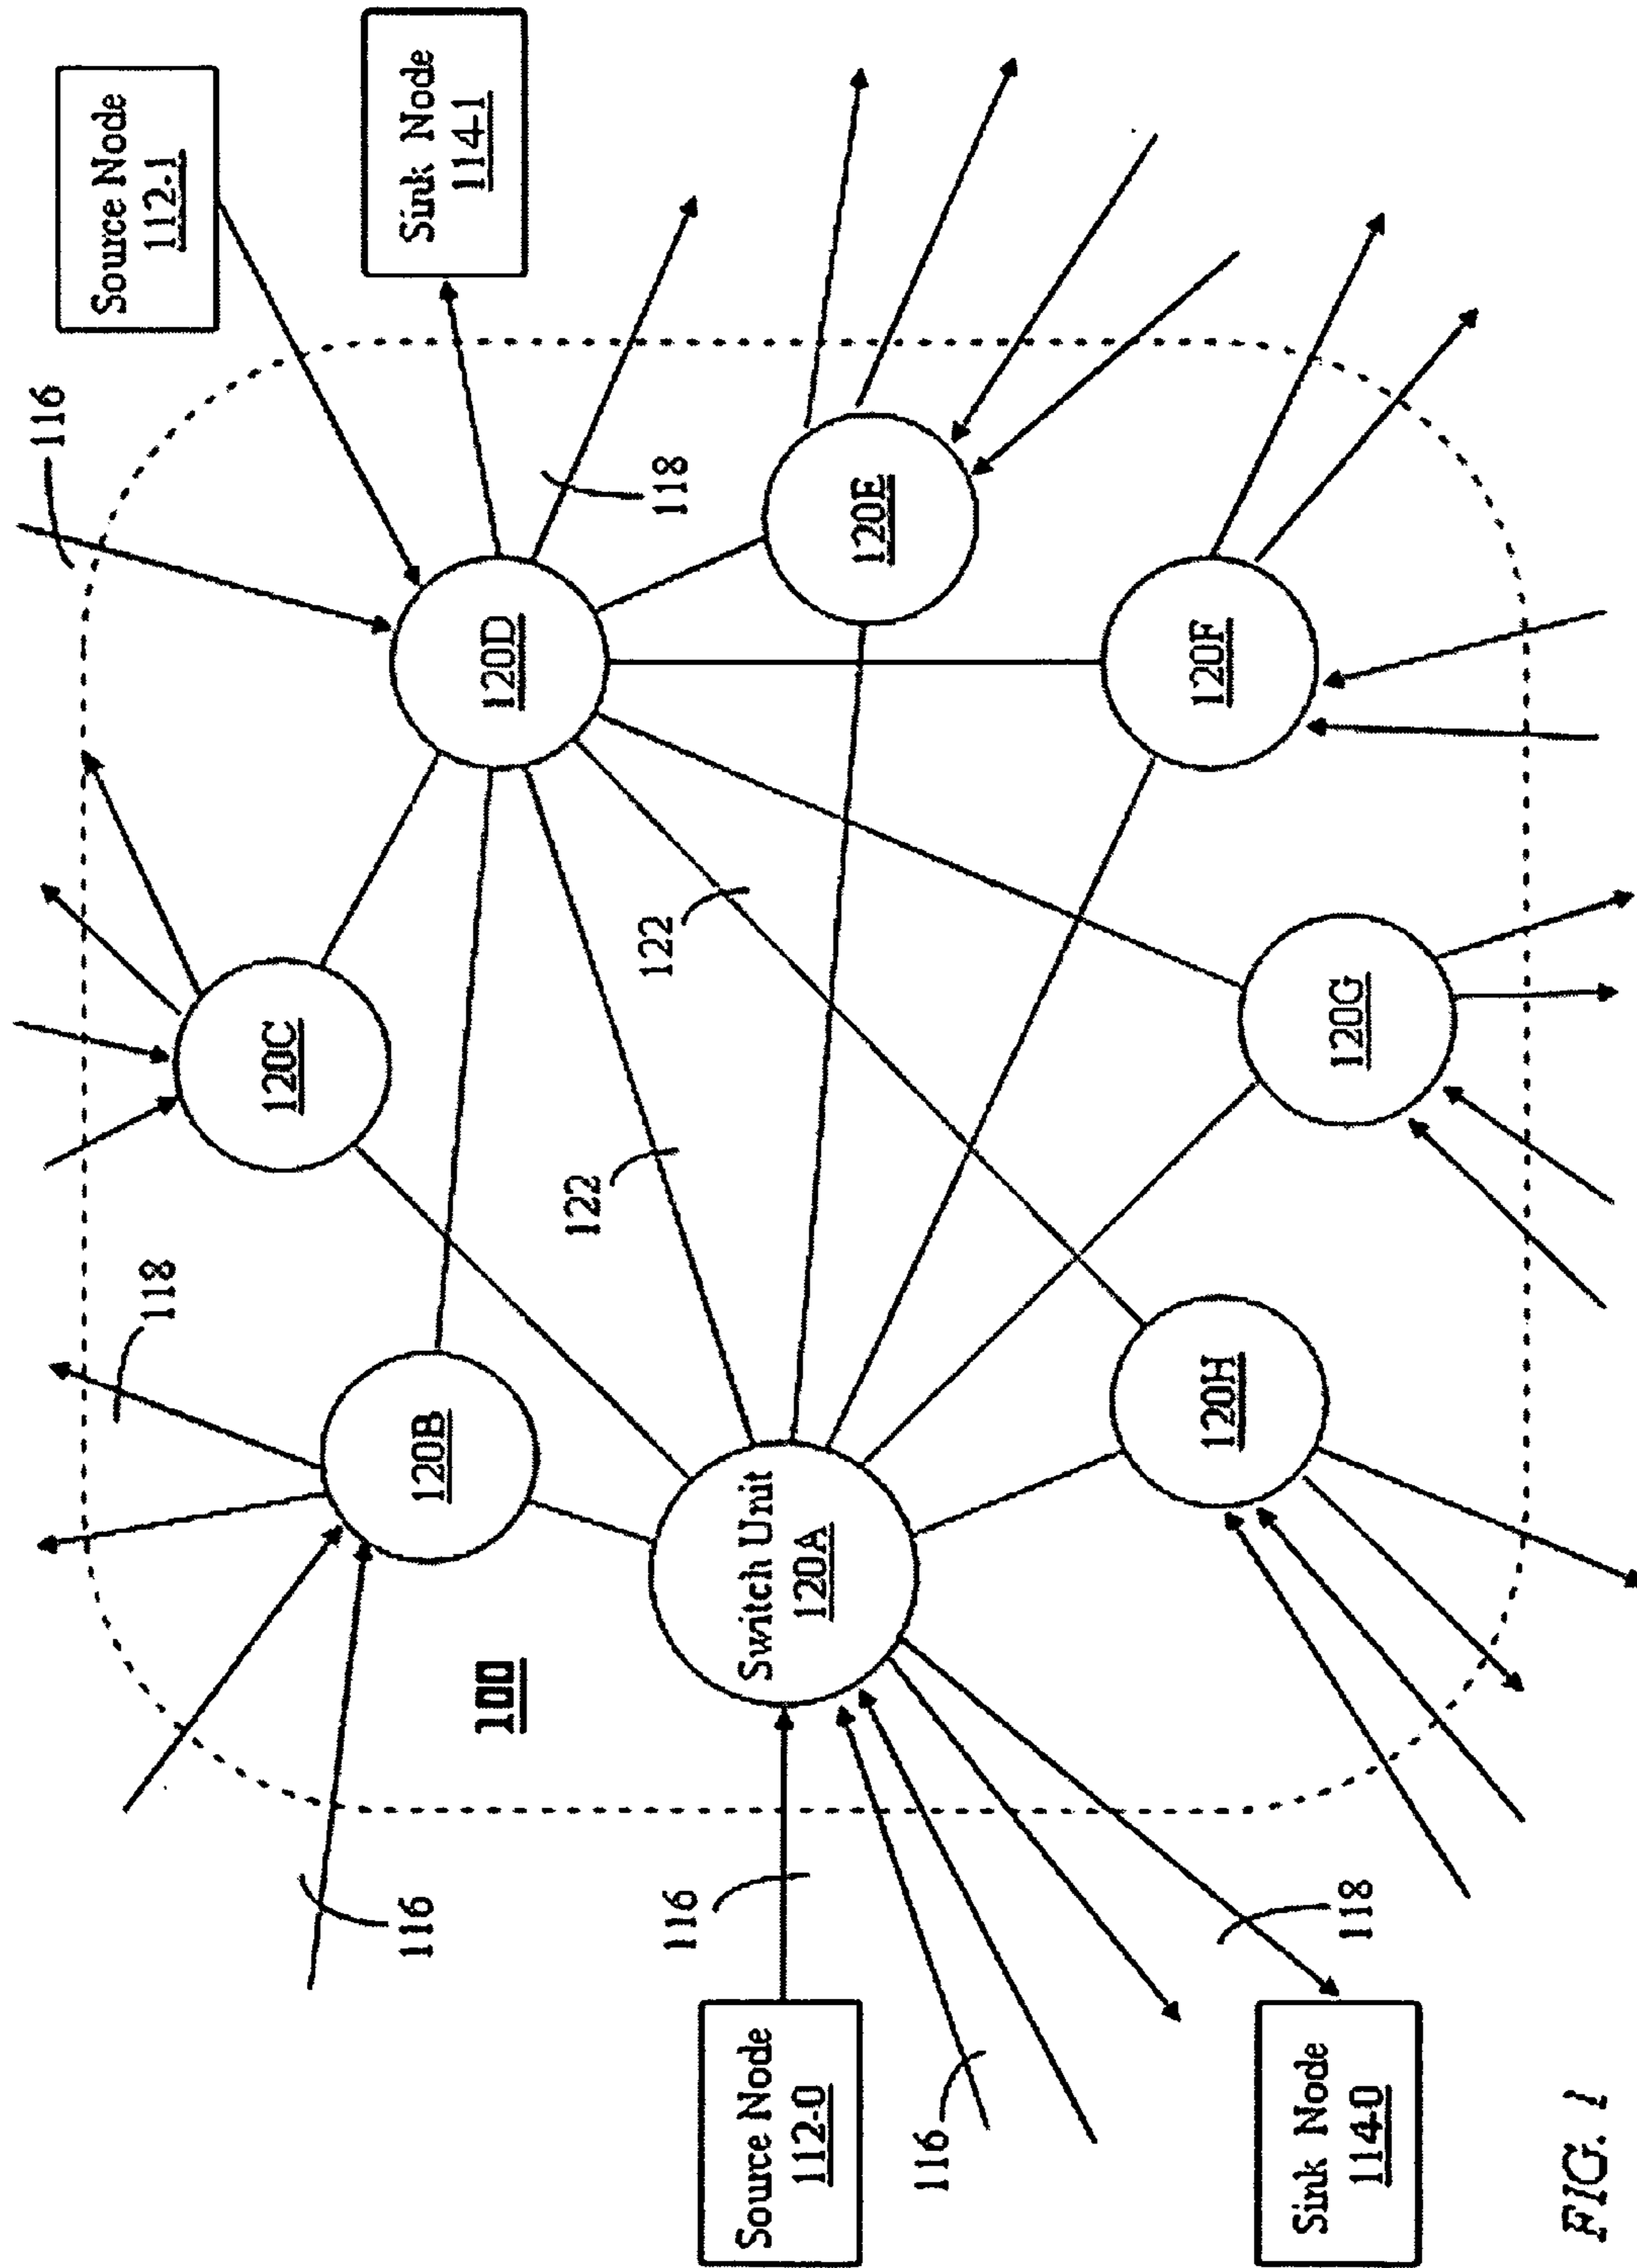 116
Source Node
112-1
118
120C
116
Sink Node
114-1
120B
100
120D
122
122
118
116
Source Node
112-0
Switch Unit
120A
120E
116
120H
120F
Sink Node
114-0
118
120G
FIG. 1